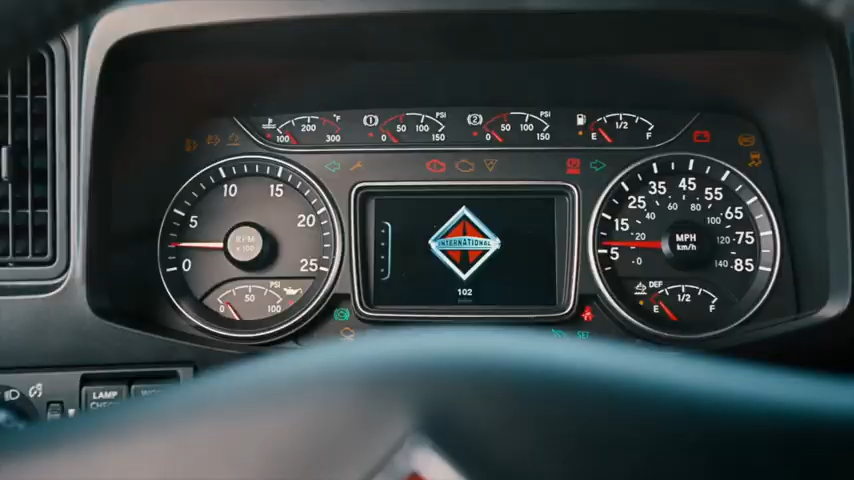 °F
200
100 300
PSI
50 100
0 150
PSI
50 100
0 150
1/2
E F
10 15
5 20
0 25
RPM
x 100
PSI
50
0 100
INTERNATIONAL
102
45
35 55
25 65
15 75
5 85
60 80
40 100
20 120
0 140
MPH
km/h
DEF
1/2
E F
LAMP
CHECK